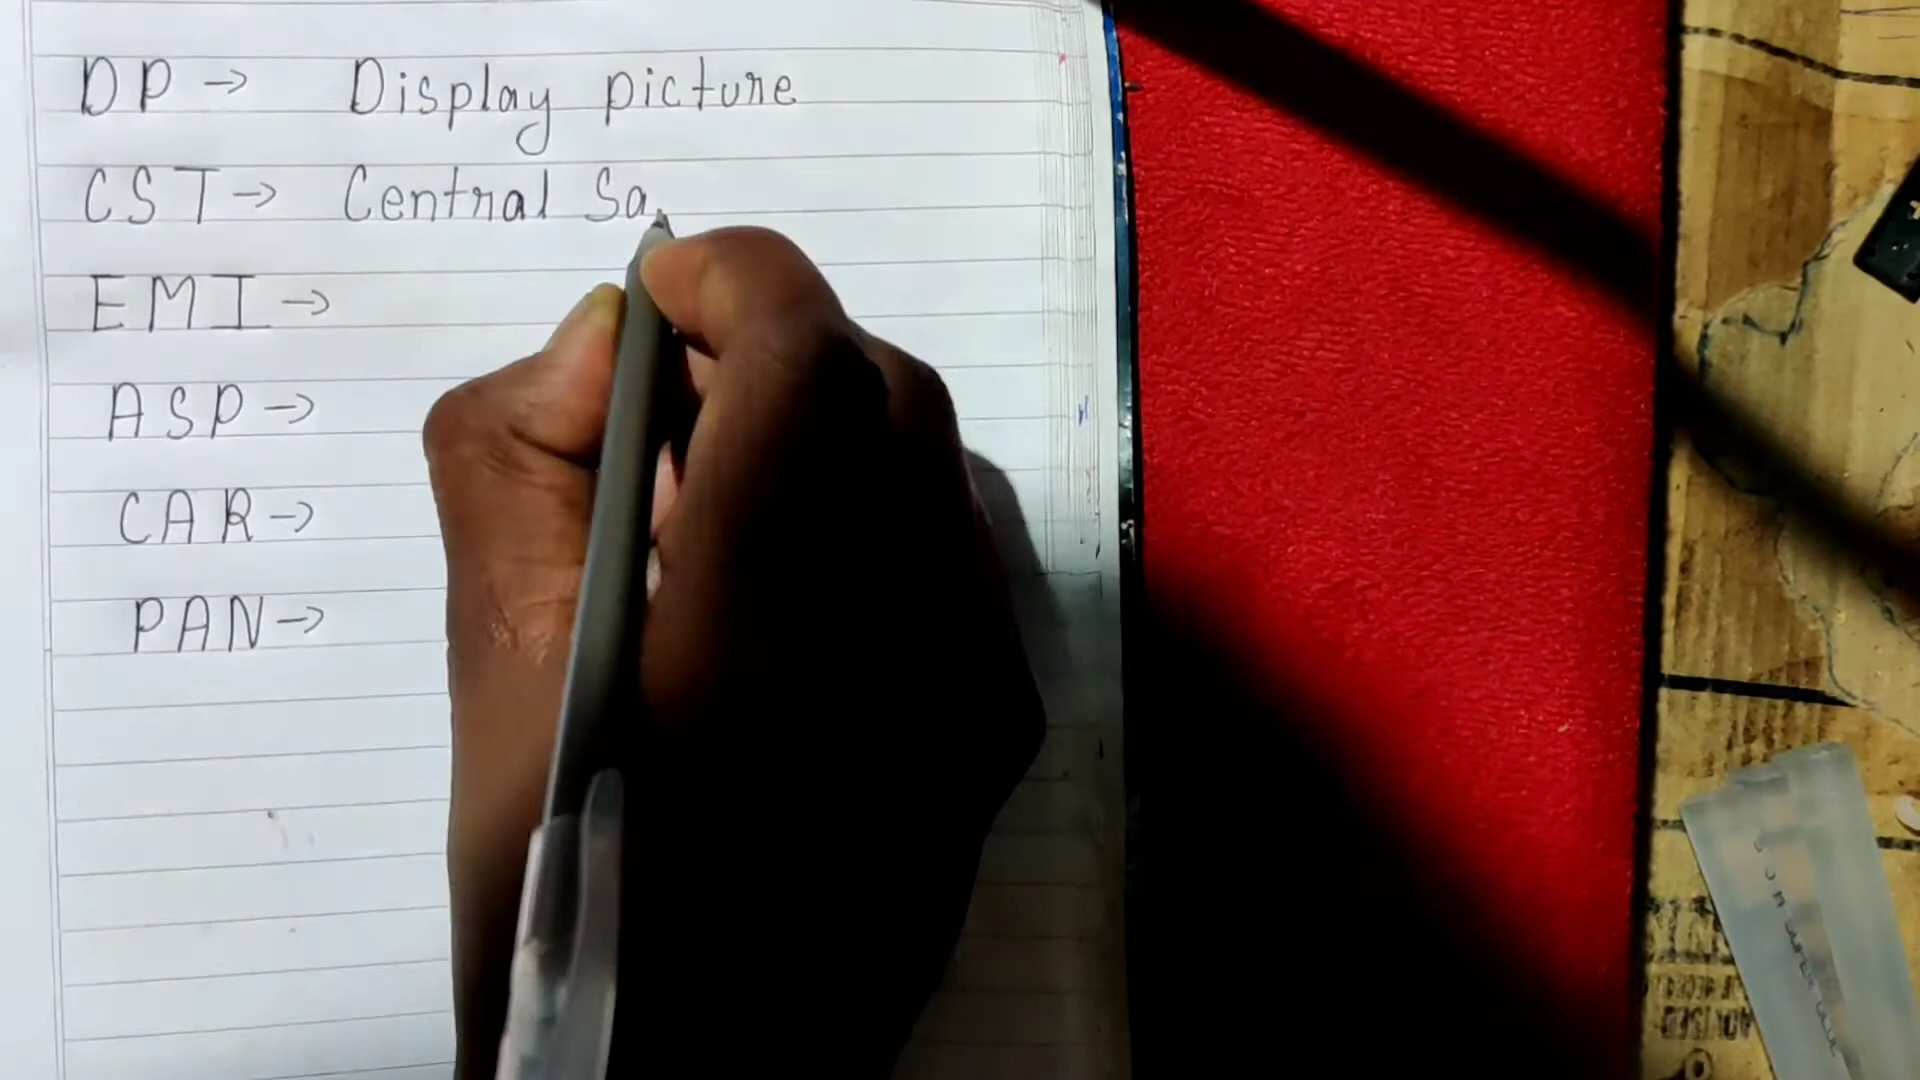 DP → Display picture
CST → Central Sa
EMI →
ASP →
CAR →
PAN →